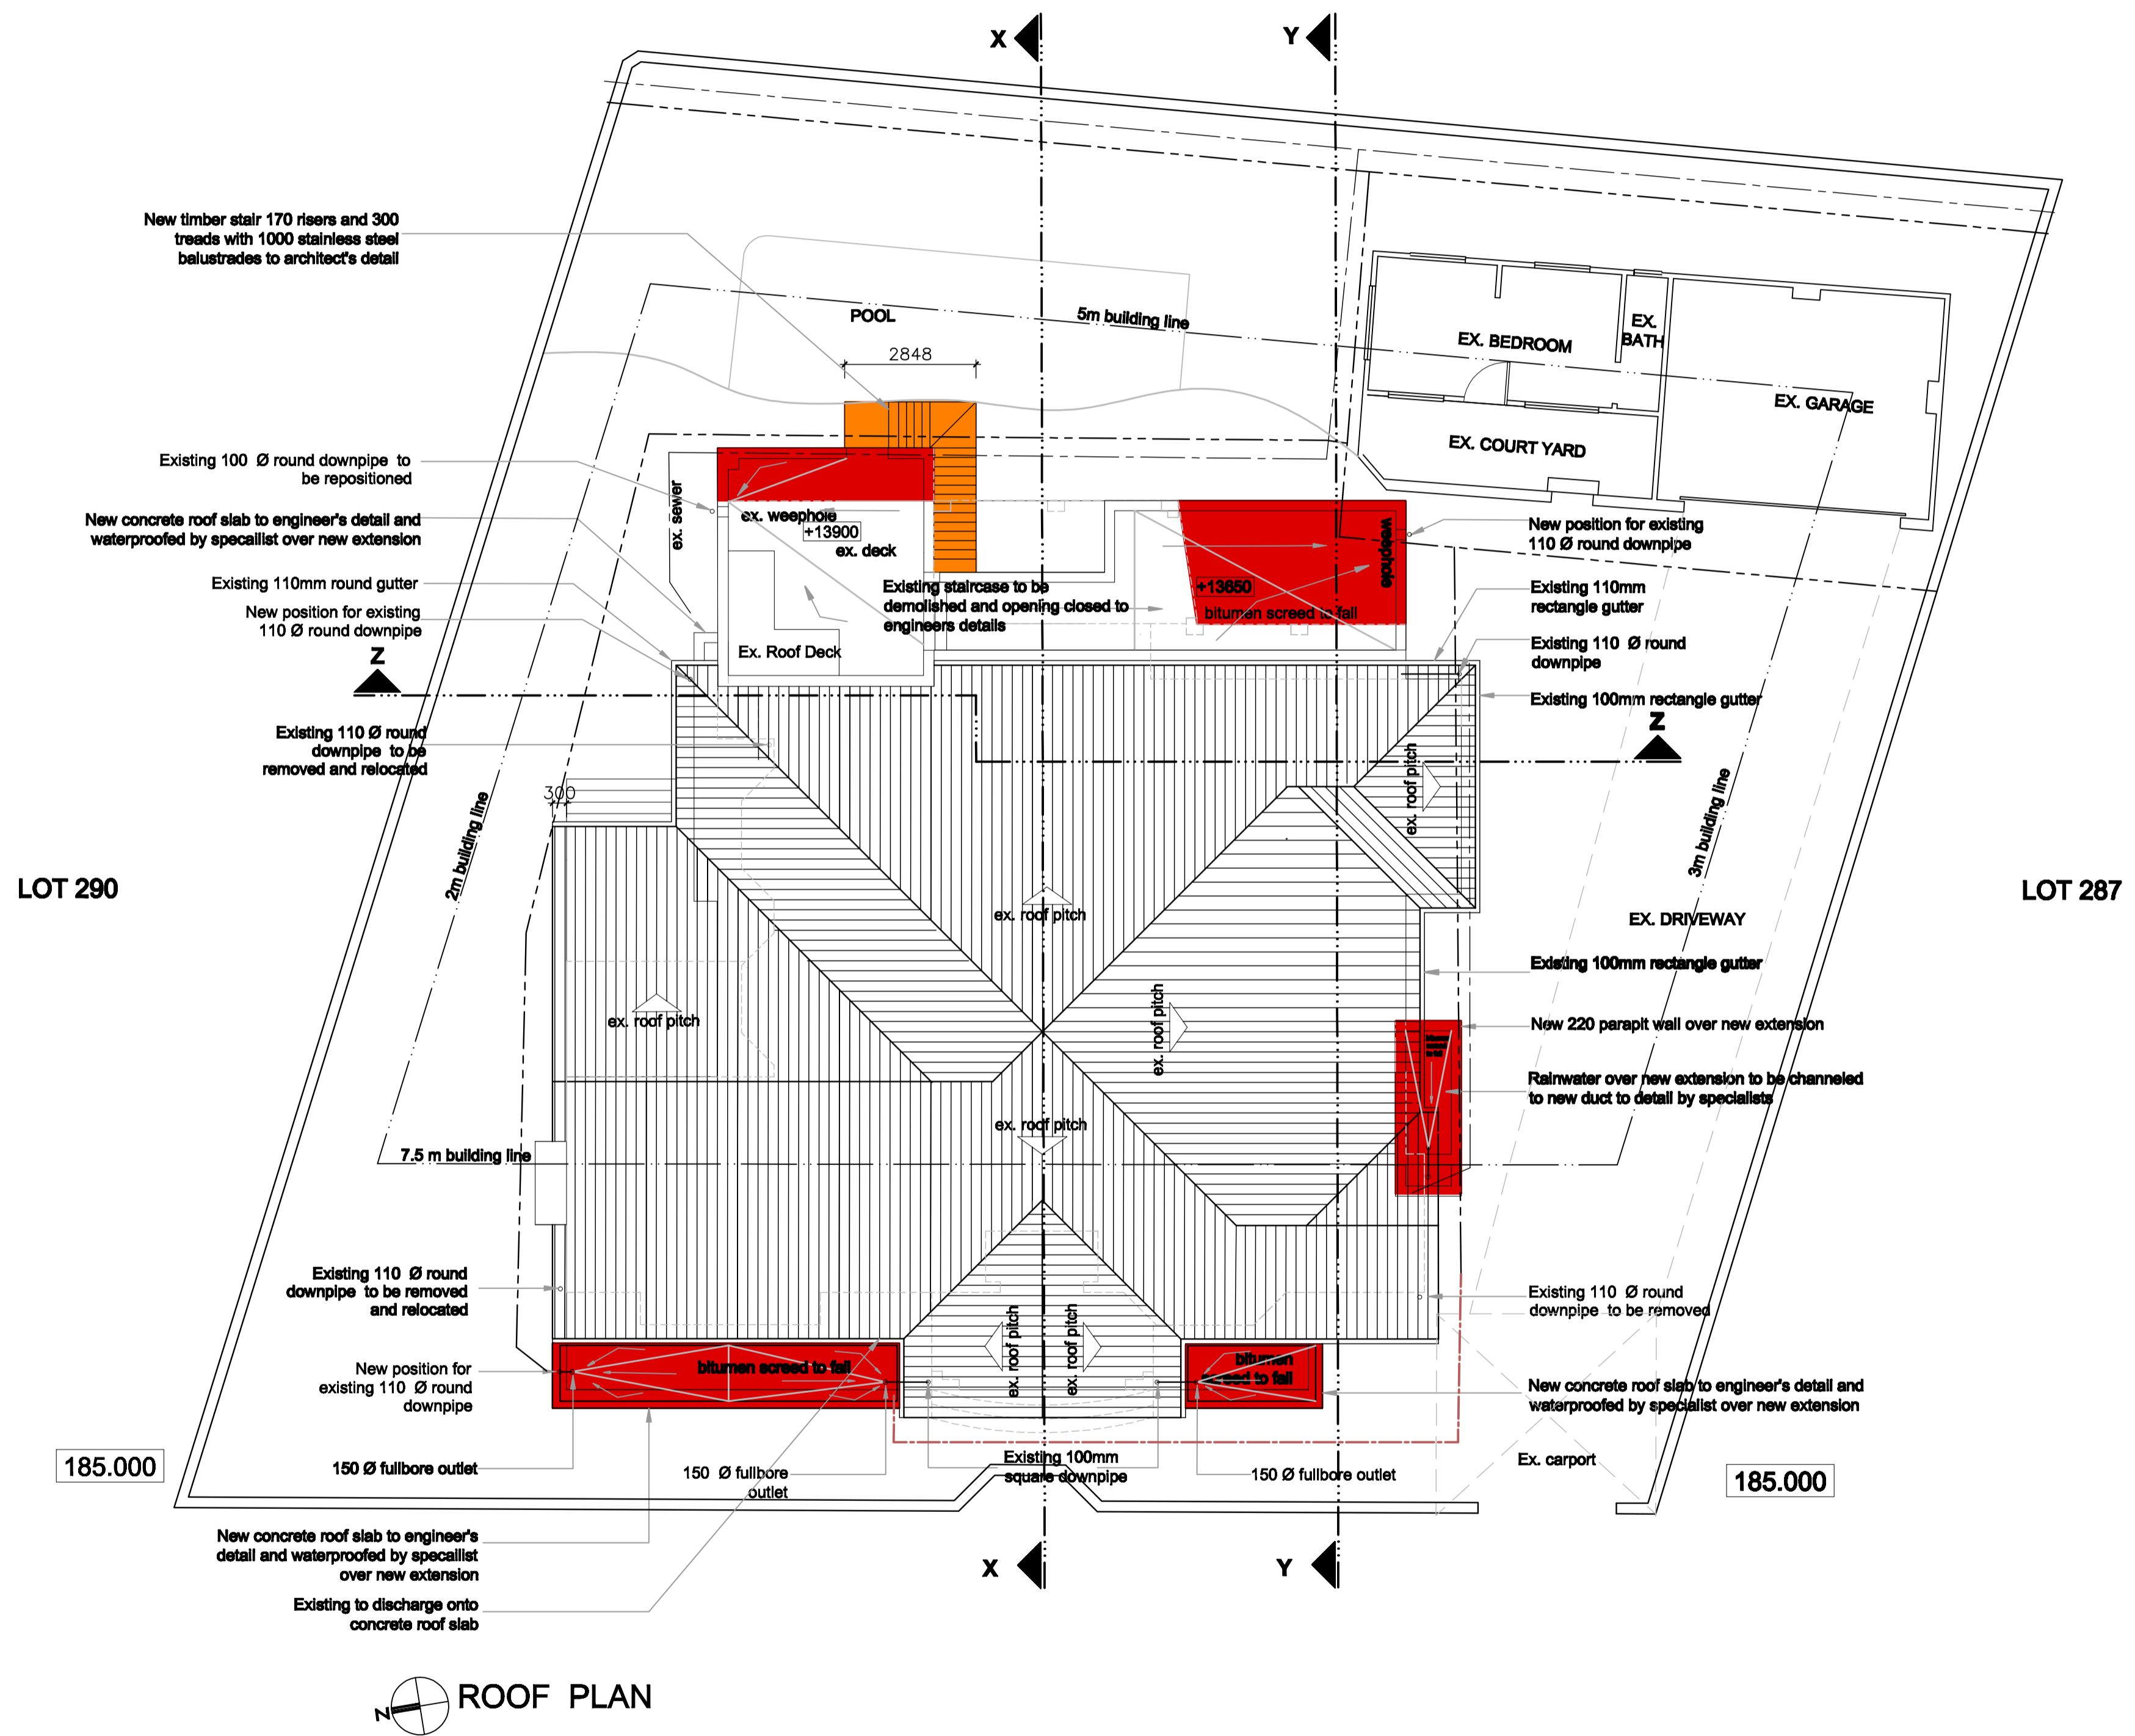 X
Y
New timber stair 170 risers and 300
treads with 1000 stainless steel
balustrades to architect's detail
POOL
5m building line
2848
EX. BEDROOM
EX.
BATH
EX. GARAGE
EX. COURT YARD
Existing 100 Ø round downpipe to
be repositioned
New concrete roof slab to engineer's detail and
waterproofed by specailist over new extension
Existing 110mm round gutter
New position for existing
110 Ø round downpipe
Z
Existing 110 Ø round
downpipe to be
removed and relocated
ex. sewer
ex. weephole
+13900
ex. deck
Ex. Roof Deck
Existing staircase to be
demolished and opening closed to
engineers details
+13650
bitumen screed to fall
weephole
New position for existing
110 Ø round downpipe
Existing 110mm
rectangle gutter
Existing 110 Ø round
downpipe
Existing 100mm rectangle gutter
Z
300
2m building line
3m building line
ex. roof pitch
LOT 290
LOT 287
ex. roof pitch
EX. DRIVEWAY
Existing 100mm rectangle gutter
ex. roof pitch
ex. roof pitch
New 220 parapit wall over new extension
bitumen
screed
to fall
Rainwater over new extension to be channeled
to new duct to detail by specialists
ex. roof pitch
7.5 m building line
Existing 110 Ø round
downpipe to be removed
and relocated
Existing 110 Ø round
downpipe to be removed
ex. roof pitch
ex. roof pitch
New position for
existing 110 Ø round
downpipe
bitumen screed to fall
bitumen
screed to fall
New concrete roof slab to engineer's detail and
waterproofed by specialist over new extension
185.000
150 Ø fullbore outlet
150 Ø fullbore
outlet
Existing 100mm
square downpipe
150 Ø fullbore outlet
Ex. carport
185.000
New concrete roof slab to engineer's
detail and waterproofed by specailist
over new extension
Existing to discharge onto
concrete roof slab
X
Y
N
ROOF PLAN